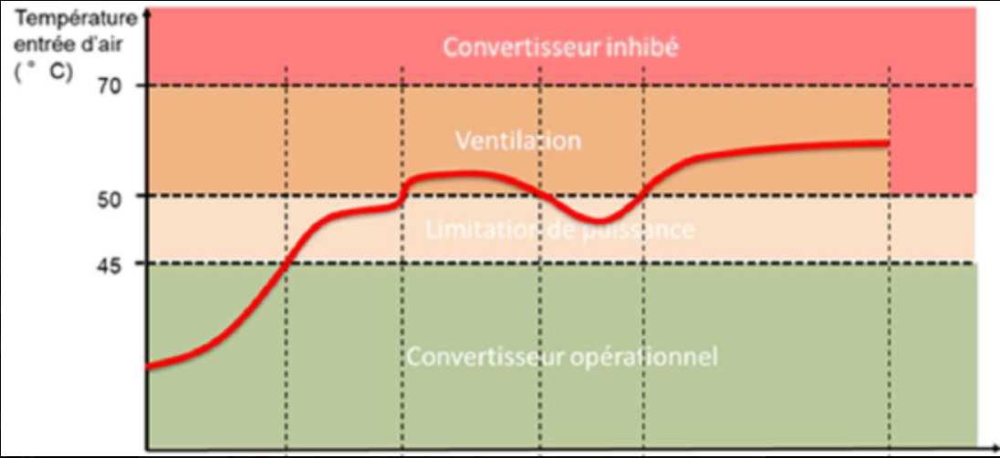 Température
entrée d'air
(° C)
Convertisseur inhibé
70
Ventilation
50
Limitation de puissance
45
Convertisseur opérationnel